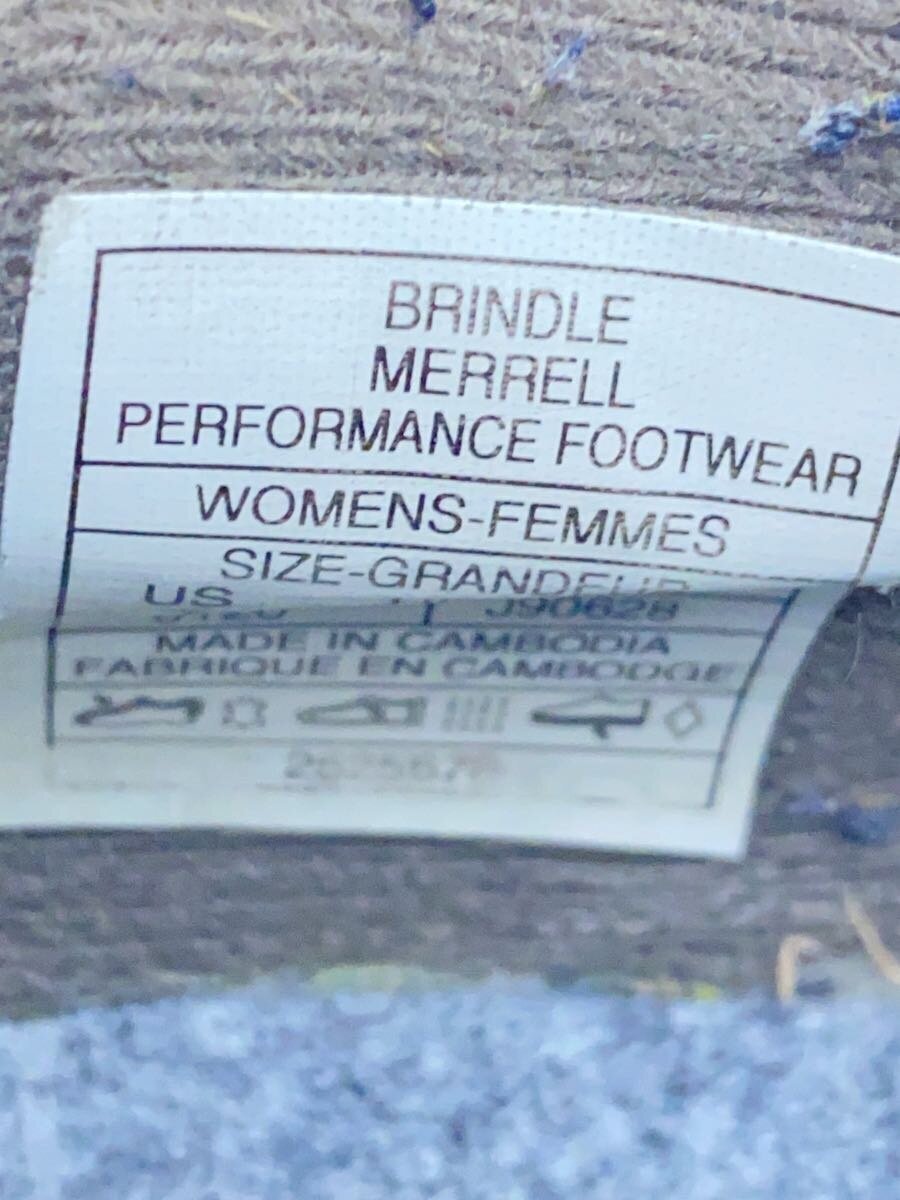 BRINDLE
MERRELL
PERFORMANCE FOOTWEAR
WOMENS-FEMMES
SIZE-GRANDEUR
US J90628
MADE IN CAMBODIA
FABRIQUE EN CAMBODGE